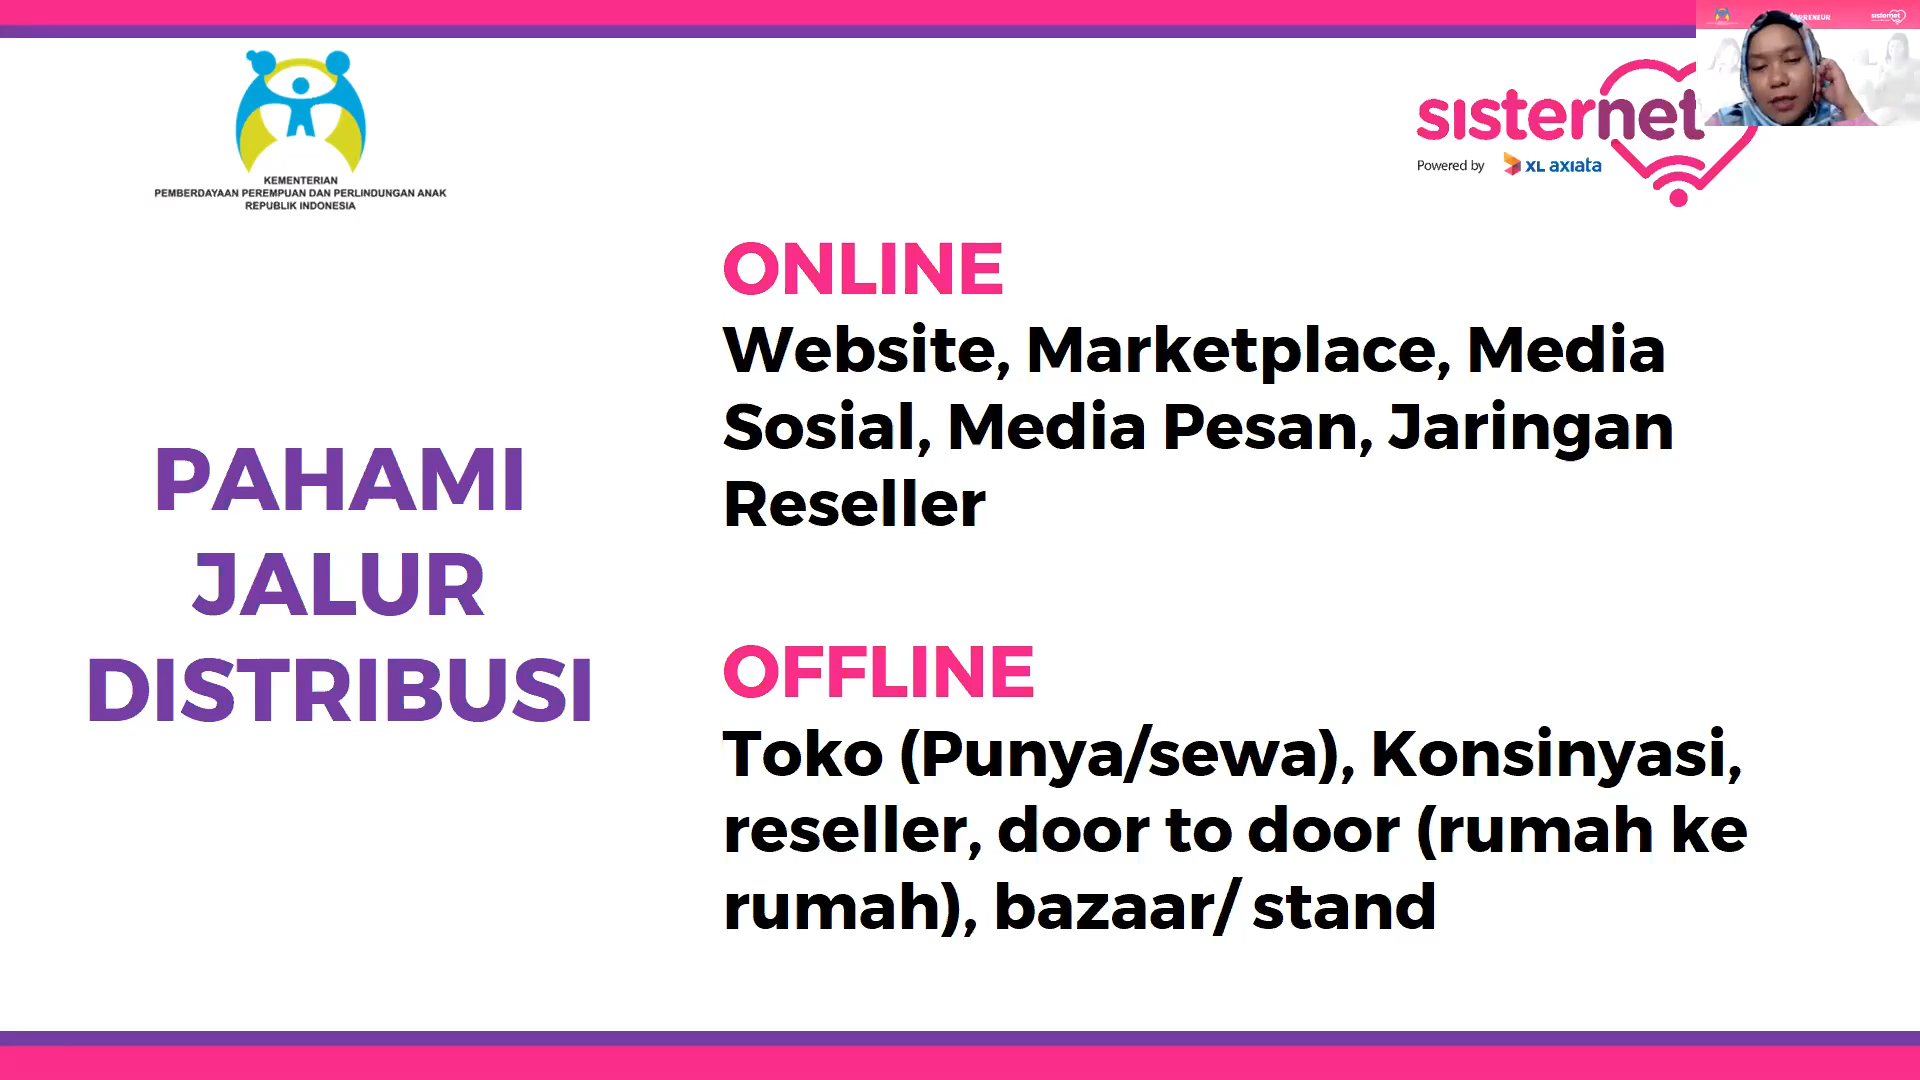 KEMENTERIAN
PEMBERDAYAAN PEREMPUAN DAN PERLINDUNGAN ANAK
REPUBLIK INDONESIA
sisternet
Powered by XL axiata
sisternet
PAHAMI
JALUR
DISTRIBUSI
ONLINE
Website, Marketplace, Media
Sosial, Media Pesan, Jaringan
Reseller
OFFLINE
Toko (Punya/sewa), Konsinyasi,
reseller, door to door (rumah ke
rumah), bazaar/ stand